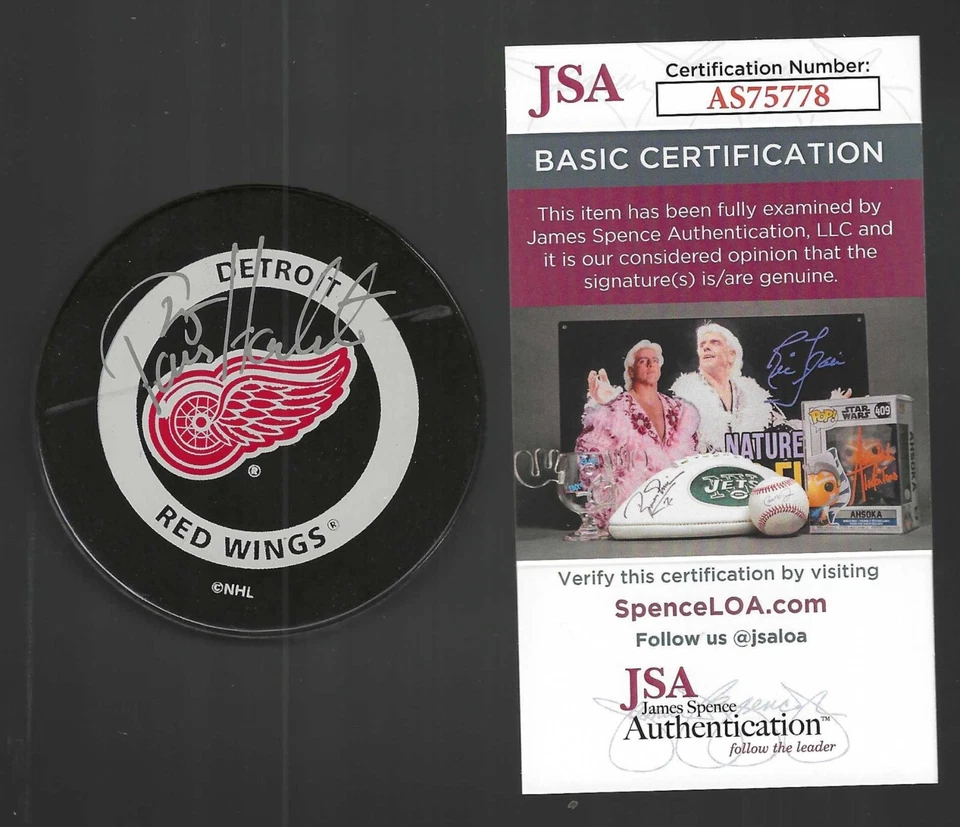 DETROIT
RED WINGS®
®
©NHL
JSA
Certification Number:
AS75778
BASIC CERTIFICATION
This item has been fully examined by
James Spence Authentication, LLC and
it is our considered opinion that the
signature(s) is/are genuine.
NATURE
JETS
POP!
STAR
WARS
409
AHSOKA
AHSOKA
Verify this certification by visiting
SpenceLOA.com
Follow us @jsaloa
JSA
James Spence
Authentication™
follow the leader